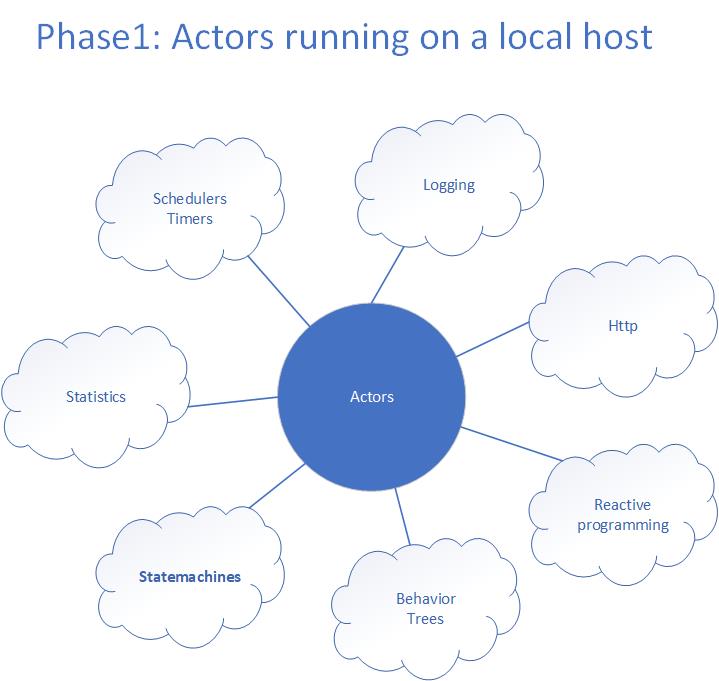 Phase1: Actors running on a local host
Logging
Schedulers
Timers
Http
Actors
Statistics
Reactive
programming
Statemachines
Behavior
Trees